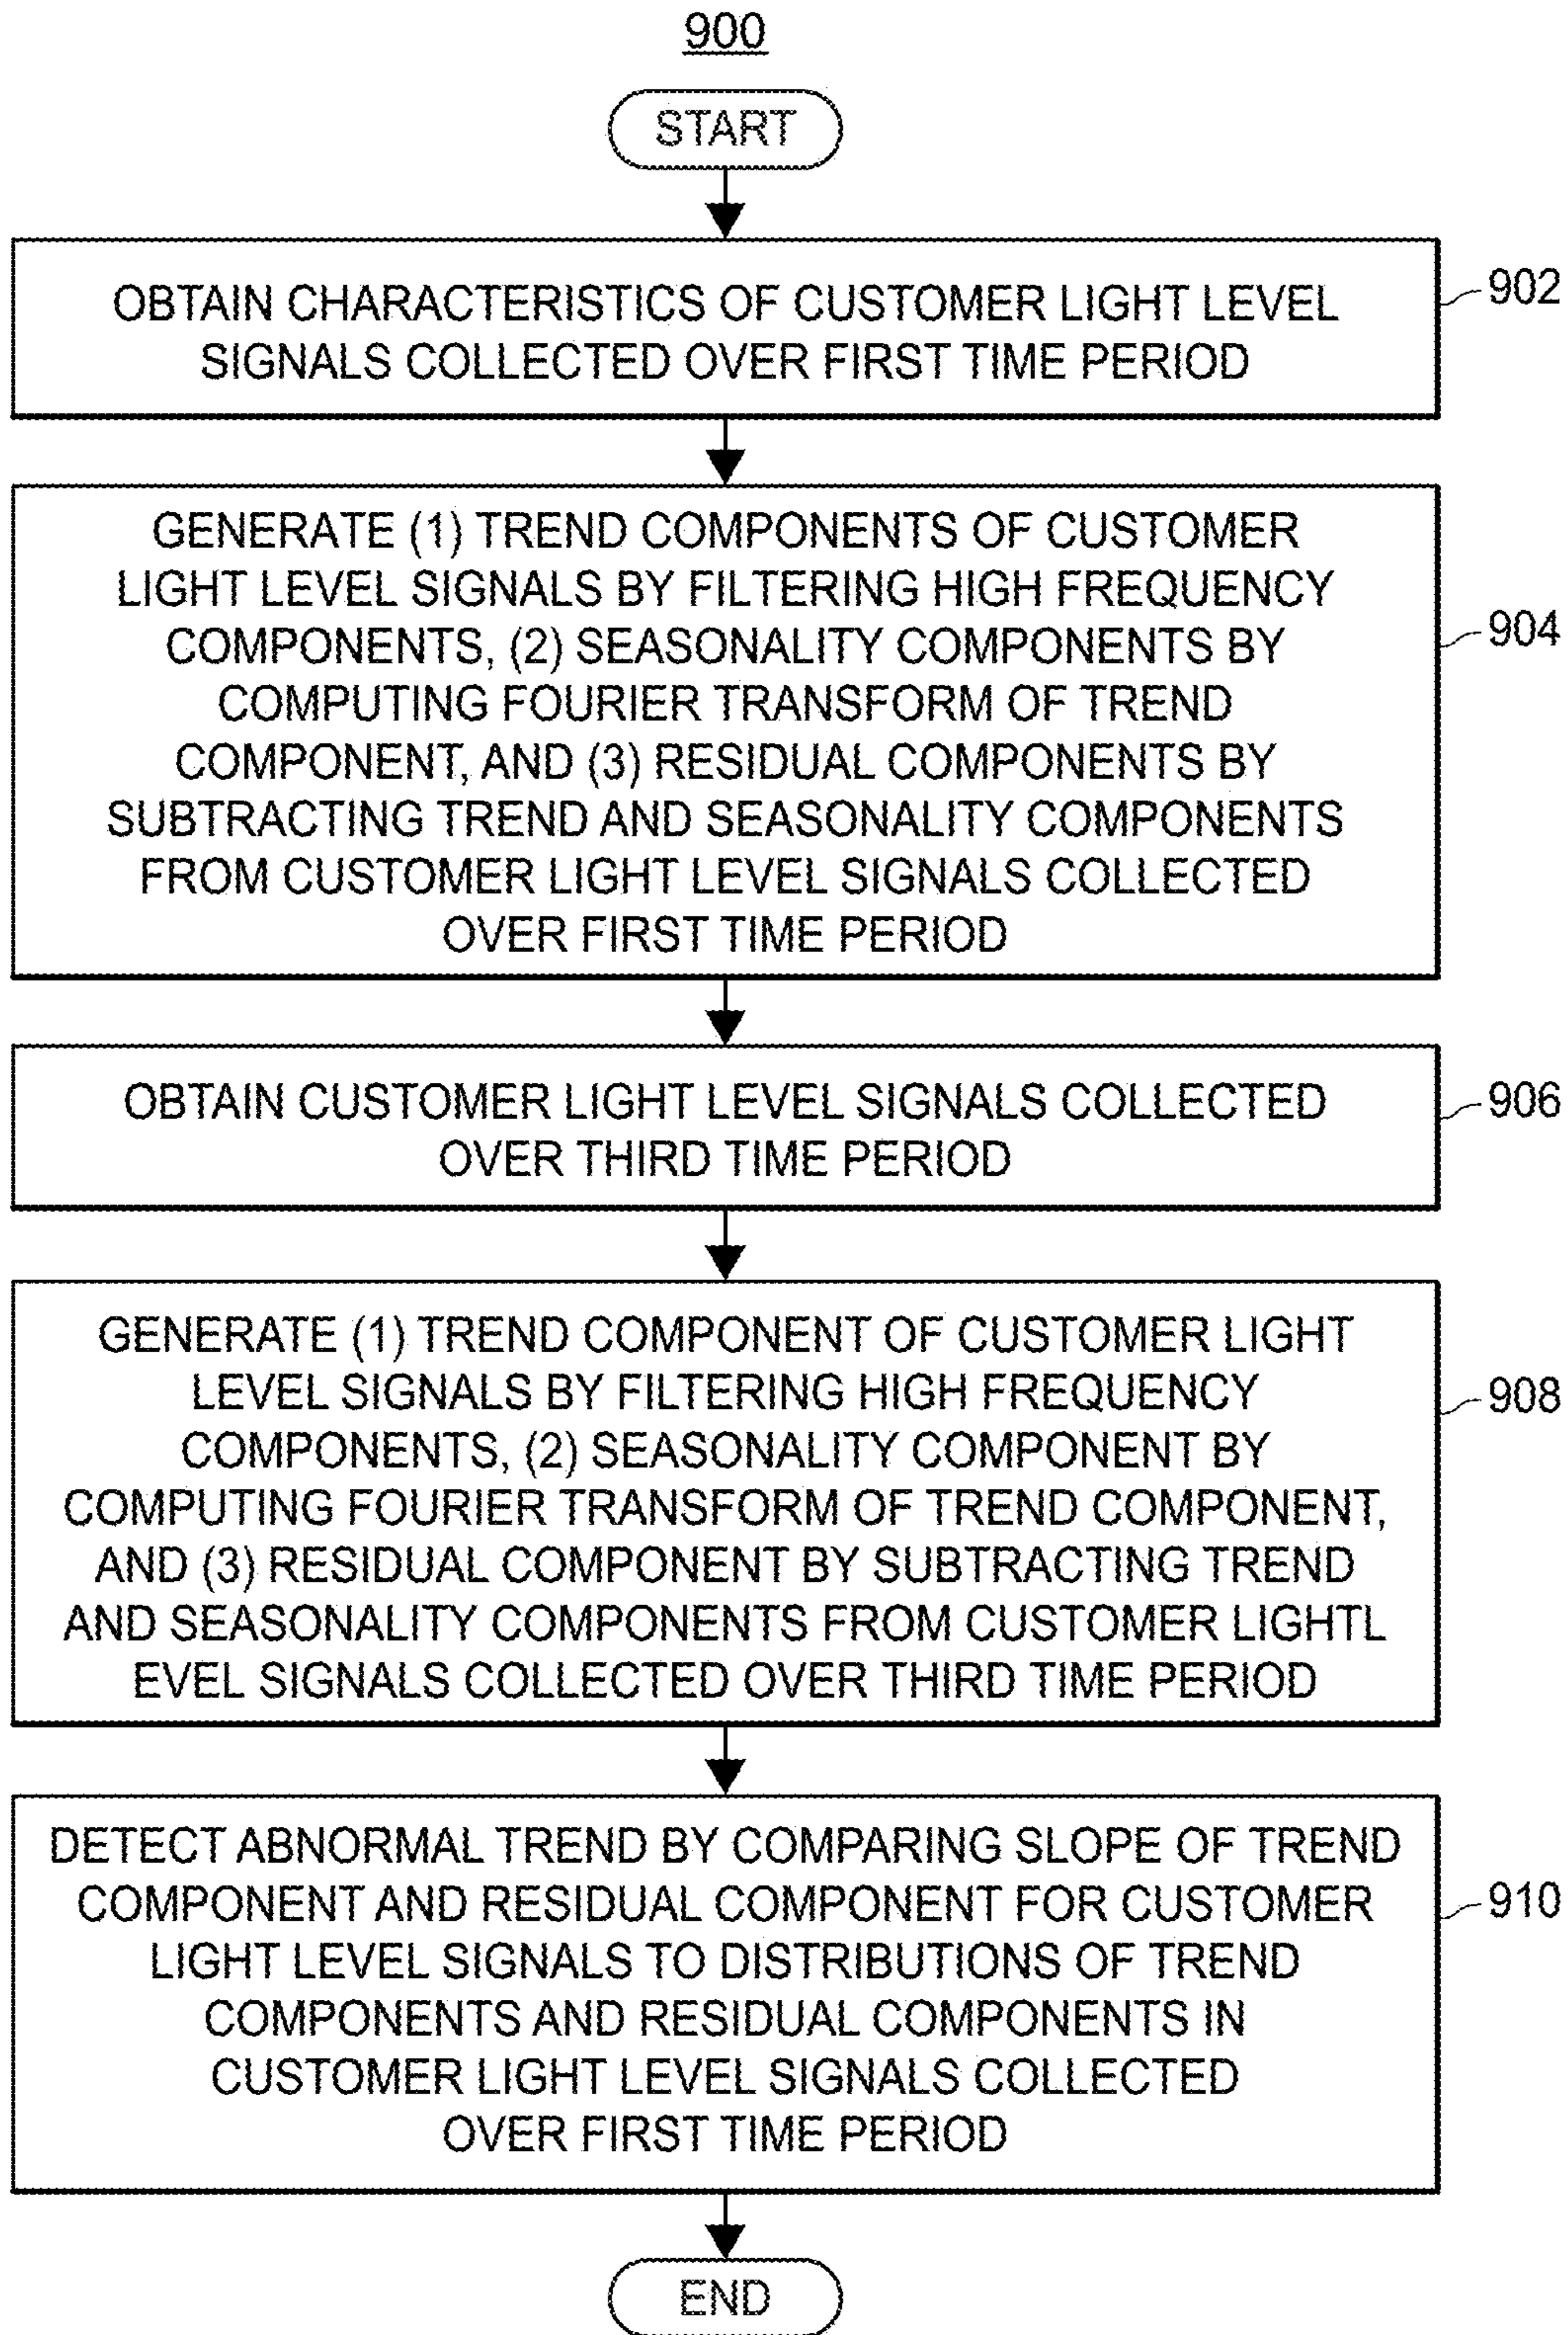 900
START
OBTAIN CHARACTERISTICS OF CUSTOMER LIGHT LEVEL
SIGNALS COLLECTED OVER FIRST TIME PERIOD
902
GENERATE (1) TREND COMPONENTS OF CUSTOMER
LIGHT LEVEL SIGNALS BY FILTERING HIGH FREQUENCY
COMPONENTS, (2) SEASONALITY COMPONENTS BY
COMPUTING FOURIER TRANSFORM OF TREND
COMPONENT, AND (3) RESIDUAL COMPONENTS BY
SUBTRACTING TREND AND SEASONALITY COMPONENTS
FROM CUSTOMER LIGHT LEVEL SIGNALS COLLECTED
OVER FIRST TIME PERIOD
904
OBTAIN CUSTOMER LIGHT LEVEL SIGNALS COLLECTED
OVER THIRD TIME PERIOD
906
GENERATE (1) TREND COMPONENT OF CUSTOMER LIGHT
LEVEL SIGNALS BY FILTERING HIGH FREQUENCY
COMPONENTS, (2) SEASONALITY COMPONENT BY
COMPUTING FOURIER TRANSFORM OF TREND COMPONENT,
AND (3) RESIDUAL COMPONENT BY SUBTRACTING TREND
AND SEASONALITY COMPONENTS FROM CUSTOMER LIGHTL
EVEL SIGNALS COLLECTED OVER THIRD TIME PERIOD
908
DETECT ABNORMAL TREND BY COMPARING SLOPE OF TREND
COMPONENT AND RESIDUAL COMPONENT FOR CUSTOMER
LIGHT LEVEL SIGNALS TO DISTRIBUTIONS OF TREND
COMPONENTS AND RESIDUAL COMPONENTS IN
CUSTOMER LIGHT LEVEL SIGNALS COLLECTED
OVER FIRST TIME PERIOD
910
END